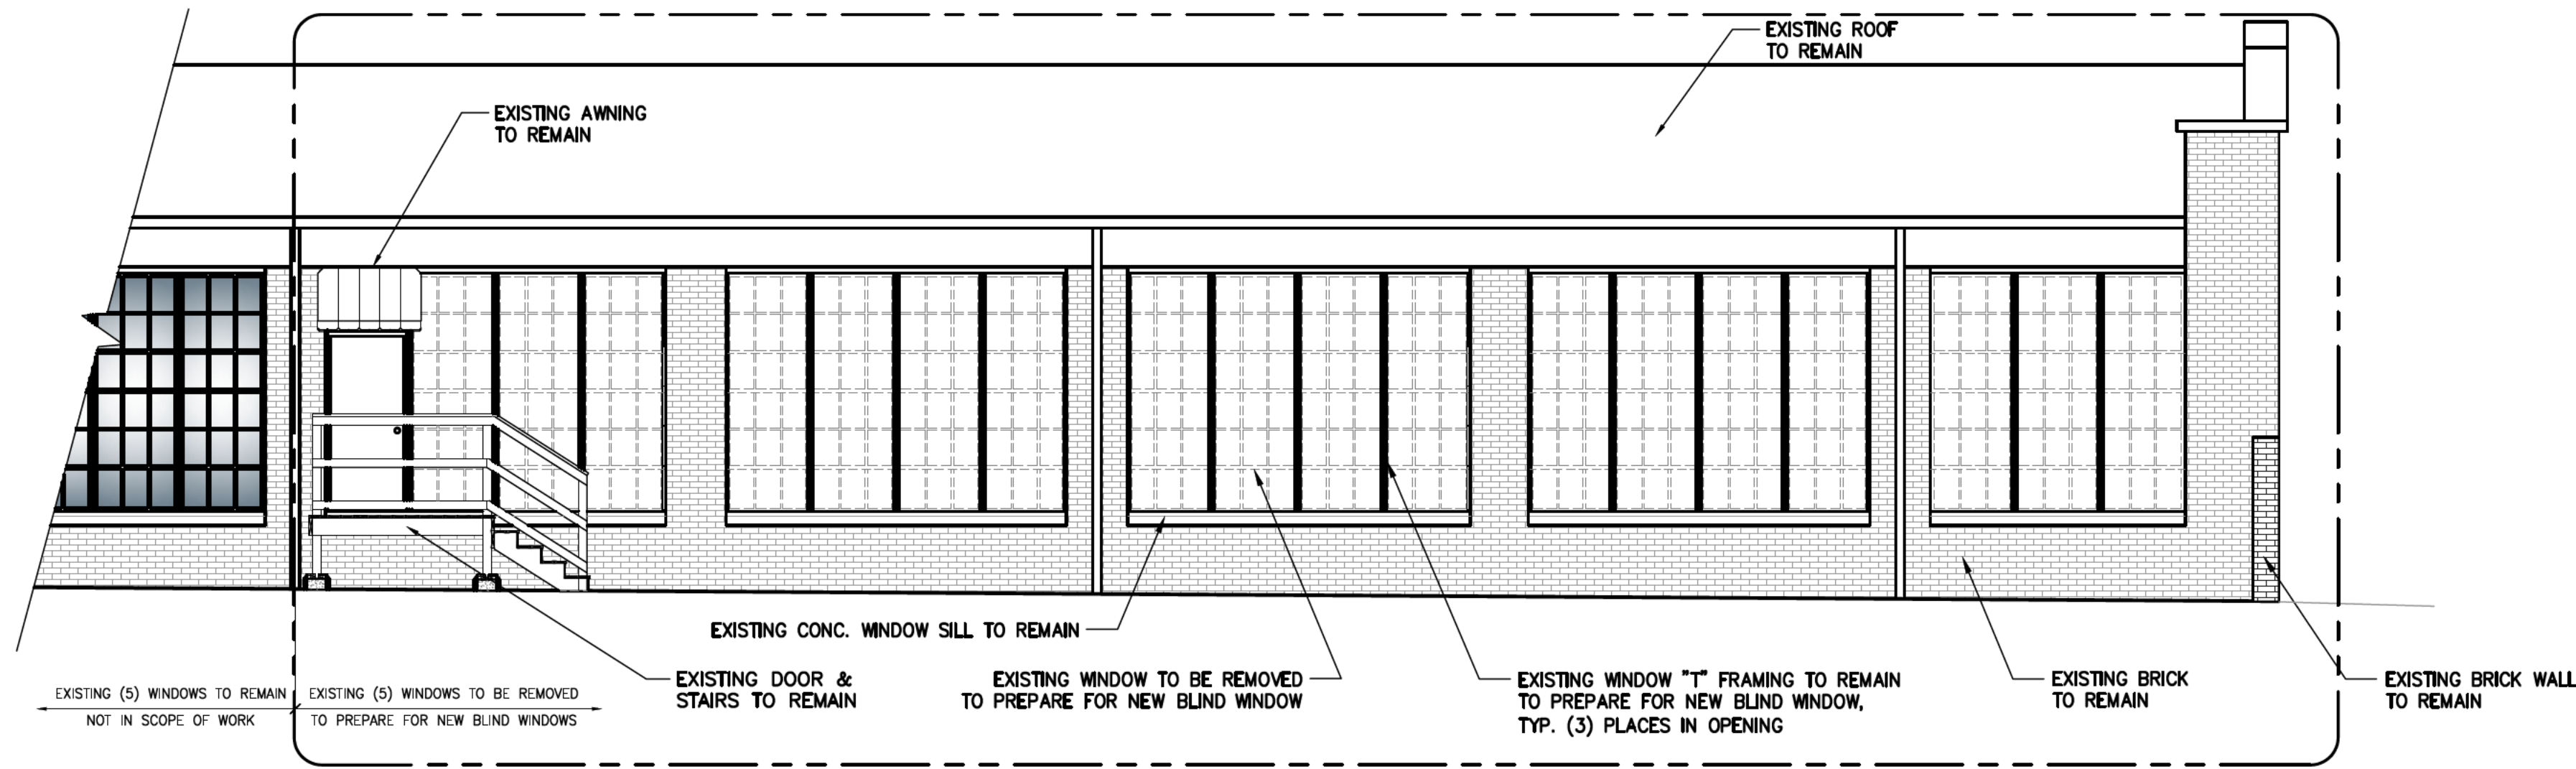 EXISTING ROOF
TO REMAIN
EXISTING AWNING
TO REMAIN
EXISTING CONC. WINDOW SILL TO REMAIN
EXISTING (5) WINDOWS TO REMAIN
NOT IN SCOPE OF WORK
EXISTING (5) WINDOWS TO BE REMOVED
TO PREPARE FOR NEW BLIND WINDOWS
EXISTING DOOR &
STAIRS TO REMAIN
EXISTING WINDOW TO BE REMOVED
TO PREPARE FOR NEW BLIND WINDOW
EXISTING WINDOW "T" FRAMING TO REMAIN
TO PREPARE FOR NEW BLIND WINDOW,
TYP. (3) PLACES IN OPENING
EXISTING BRICK
TO REMAIN
EXISTING BRICK WALL
TO REMAIN